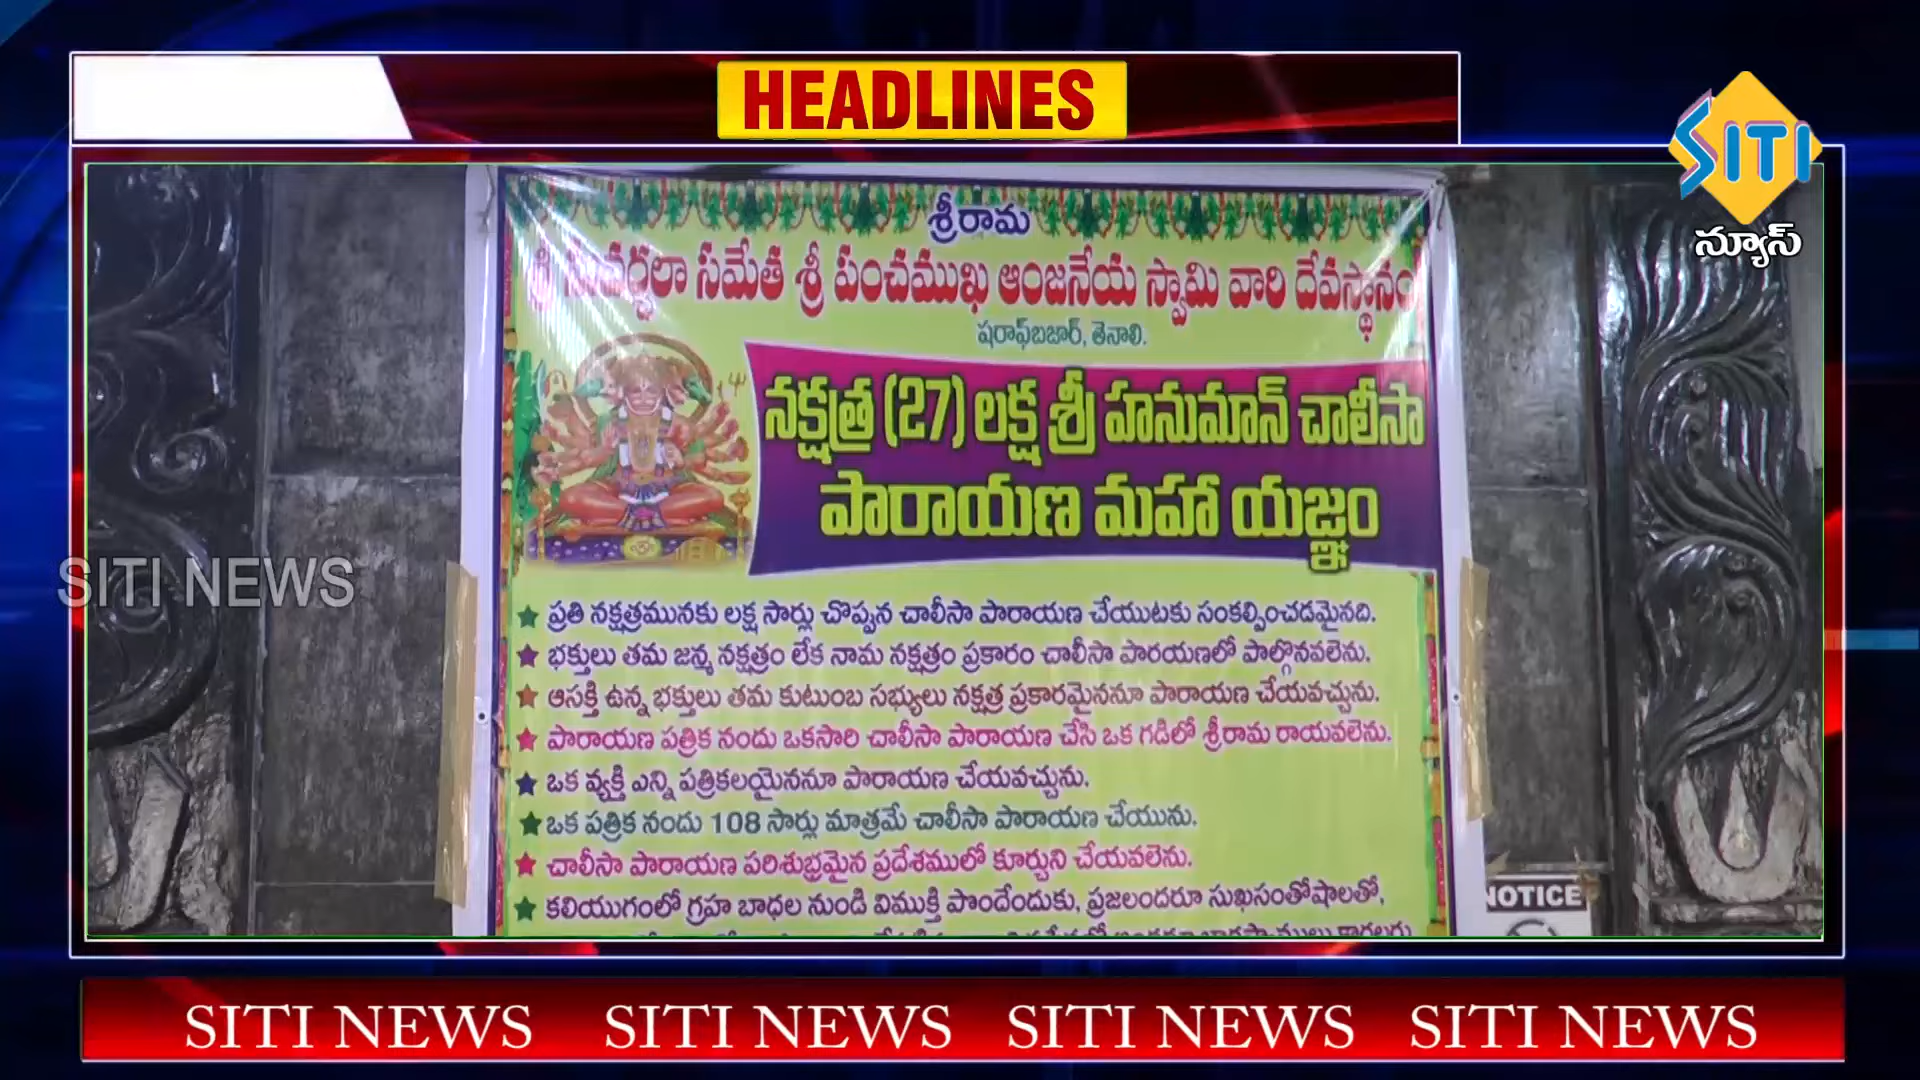 HEADLINES
SITI
న్యూస్
శ్రీరామ
శ్రీ సువర్చలా సమేత శ్రీ పంచముఖ ఆంజనేయ స్వామి వారి దేవస్థానం
షరాఫ్‌బజార్, తెనాలి.
నక్షత్ర (27) లక్ష శ్రీ హనుమాన్ చాలీసా
పారాయణ మహా యజ్ఞం
★ ప్రతి నక్షత్రమునకు లక్ష సార్లు చొప్పన చాలీసా పారాయణ చేయుటకు సంకల్పించడమైనది.
★ భక్తులు తమ జన్మ నక్షత్రం లేక నామ నక్షత్రం ప్రకారం చాలీసా పారయణలో పాల్గొనవలెను.
★ ఆసక్తి ఉన్న భక్తులు తమ కుటుంబ సభ్యులు నక్షత్ర ప్రకారమైననూ పారాయణ చేయవచ్చును.
★ పారాయణ పత్రిక నందు ఒకసారి చాలీసా పారాయణ చేసి ఒక గడిలో శ్రీరామ రాయవలెను.
★ ఒక వ్యక్తి ఎన్ని పత్రికలయైననూ పారాయణ చేయవచ్చును.
★ ఒక పత్రిక నందు 108 సార్లు మాత్రమే చాలీసా పారాయణ చేయును.
★ చాలీసా పారాయణ పరిశుభ్రమైన ప్రదేశములో కూర్చుని చేయవలెను.
★ కలియుగంలో గ్రహ బాధల నుండి విముక్తి పొందేందుకు, ప్రజలందరూ సుఖసంతోషాలతో,
NOTICE
SITI NEWS
SITI NEWS SITI NEWS SITI NEWS SITI NEWS